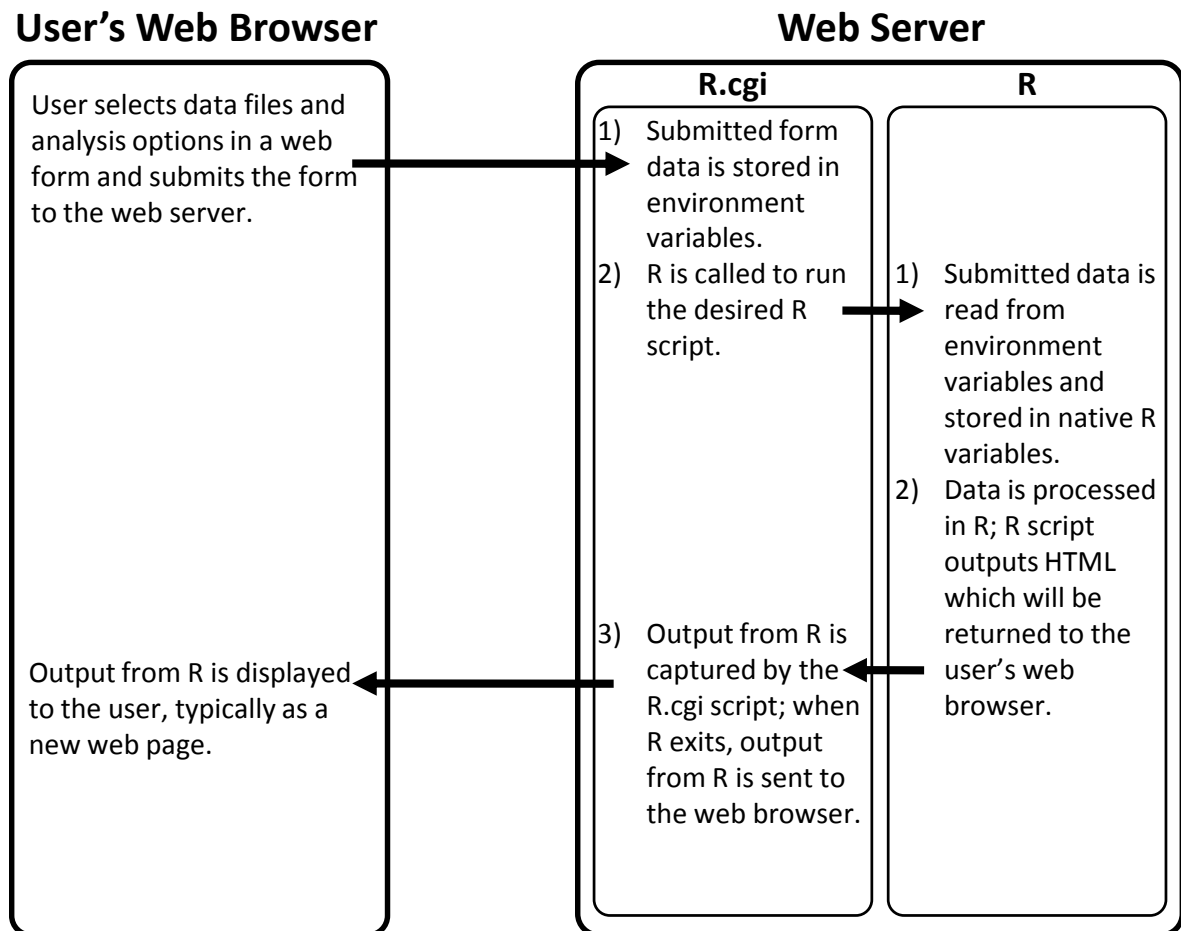 User’s Web Browser
User selects data files and
analysis options in a web
form and submits the form
to the web server.
Output from R is displayed
to the user, typically as a
new web page.
Web Server
R.cgi
1) Submitted form
data is stored in
environment
variables.
2) R is called to run
the desired R
script.
3) Output from R is
captured by the
R.cgi script; when
R exits, output
from R is sent to
the web browser.
R
1) Submitted data is
read from
environment
variables and
stored in native R
variables.
2) Data is processed
in R; R script
outputs HTML
which will be
returned to the
user’s web
browser.